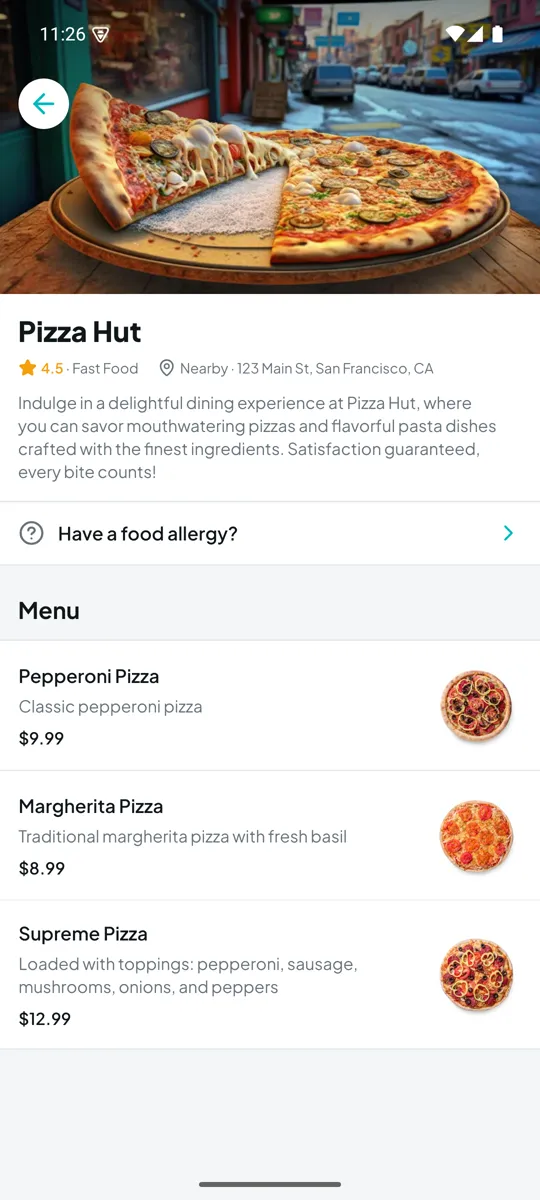 11:26
Pizza Hut
4.5 · Fast Food Nearby · 123 Main St, San Francisco, CA
Indulge in a delightful dining experience at Pizza Hut, where
you can savor mouthwatering pizzas and flavorful pasta dishes
crafted with the finest ingredients. Satisfaction guaranteed,
every bite counts!
Have a food allergy?
Menu
Pepperoni Pizza
Classic pepperoni pizza
$9.99
Margherita Pizza
Traditional margherita pizza with fresh basil
$8.99
Supreme Pizza
Loaded with toppings: pepperoni, sausage,
mushrooms, onions, and peppers
$12.99